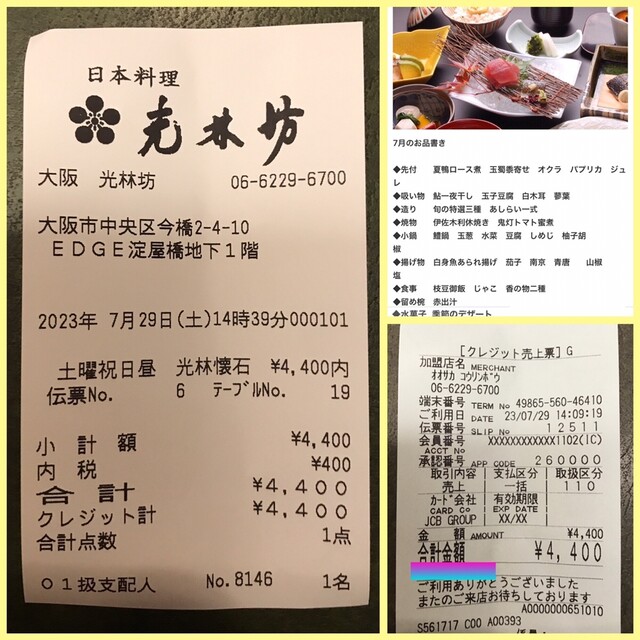 日本料理
光林坊
大阪 光林坊 06-6229-6700
大阪市中央区今橋2-4-10
EDGE淀屋橋地下1階
2023年 7月29日(土)14時39分000101
土曜祝日昼 光林懐石 ¥4,400内
伝票No. 6 テーブルNo. 19
小計額 ¥4,400
内税 ¥400
合計 ¥4,400
クレジット計 ¥4,400
合計点数 1点
01扱支配人 No.8146 1名
7月のお品書き
◆先付 夏鴨ロース煮 玉蜀黍寄せ オクラ パプリカ ジュ
レ
◆吸い物 鮎一夜干し 玉子豆腐 白木耳 蓼葉
◆造り 旬の特選三種 あしらい一式
◆焼物 伊佐木利休焼き 鬼灯トマト蜜煮
◆小鍋 鱧鍋 玉葱 水菜 豆腐 しめじ 柚子胡
椒
◆揚げ物 白身魚あられ揚げ 茄子 南京 青唐 山椒
塩
◆食事 枝豆御飯 じゃこ 香の物二種
◆留め椀 赤出汁
◆水菓子 季節のデザート
[クレジット売上票] G
加盟店名 MERCHANT
オオサカ コウリンボウ
06-6229-6700
端末番号 TERM No 49865-560-46410
ご利用日 DATE 23/07/29 14:09:19
伝票番号 SLIP No 12511
会員番号 XXXXXXXXXXXX1102(IC)
ACCT No
承認番号 APP CODE 260000
取引内容 支払区分 取扱区分
売上 一括 110
カード会社 有効期限
CARD Co EXP DATE
JCB GROUP XX/XX
金 額 AMOUNT ¥4,400
合計金額 ¥4,400
ご利用ありがとうございました
またのご来店お待ちしております
A0000000651010
S561717 C00 A00393